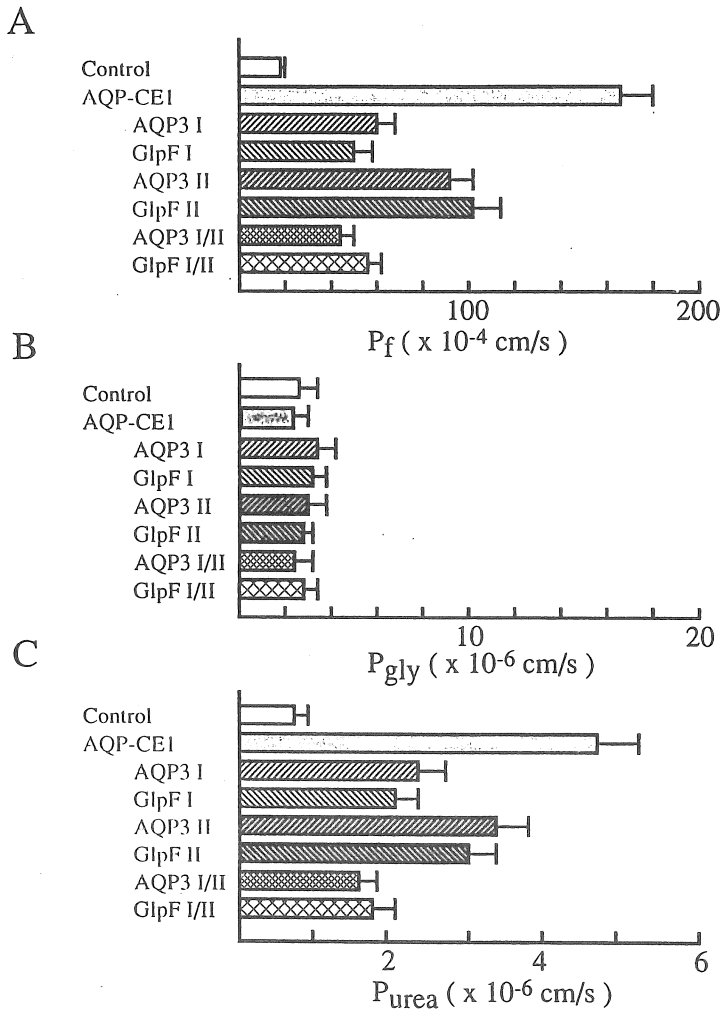 A
Control
AQP-CE1
AQP3 I
GlpF I
AQP3 II
GlpF II
AQP3 I/II
GlpF I/II
100 200
Pf ( x 10-4 cm/s )
B
Control
AQP-CE1
AQP3 I
GlpF I
AQP3 II
GlpF II
AQP3 I/II
GlpF I/II
10 20
Pgly ( x 10-6 cm/s )
C
Control
AQP-CE1
AQP3 I
GlpF I
AQP3 II
GlpF II
AQP3 I/II
GlpF I/II
2 4 6
Purea ( x 10-6 cm/s )